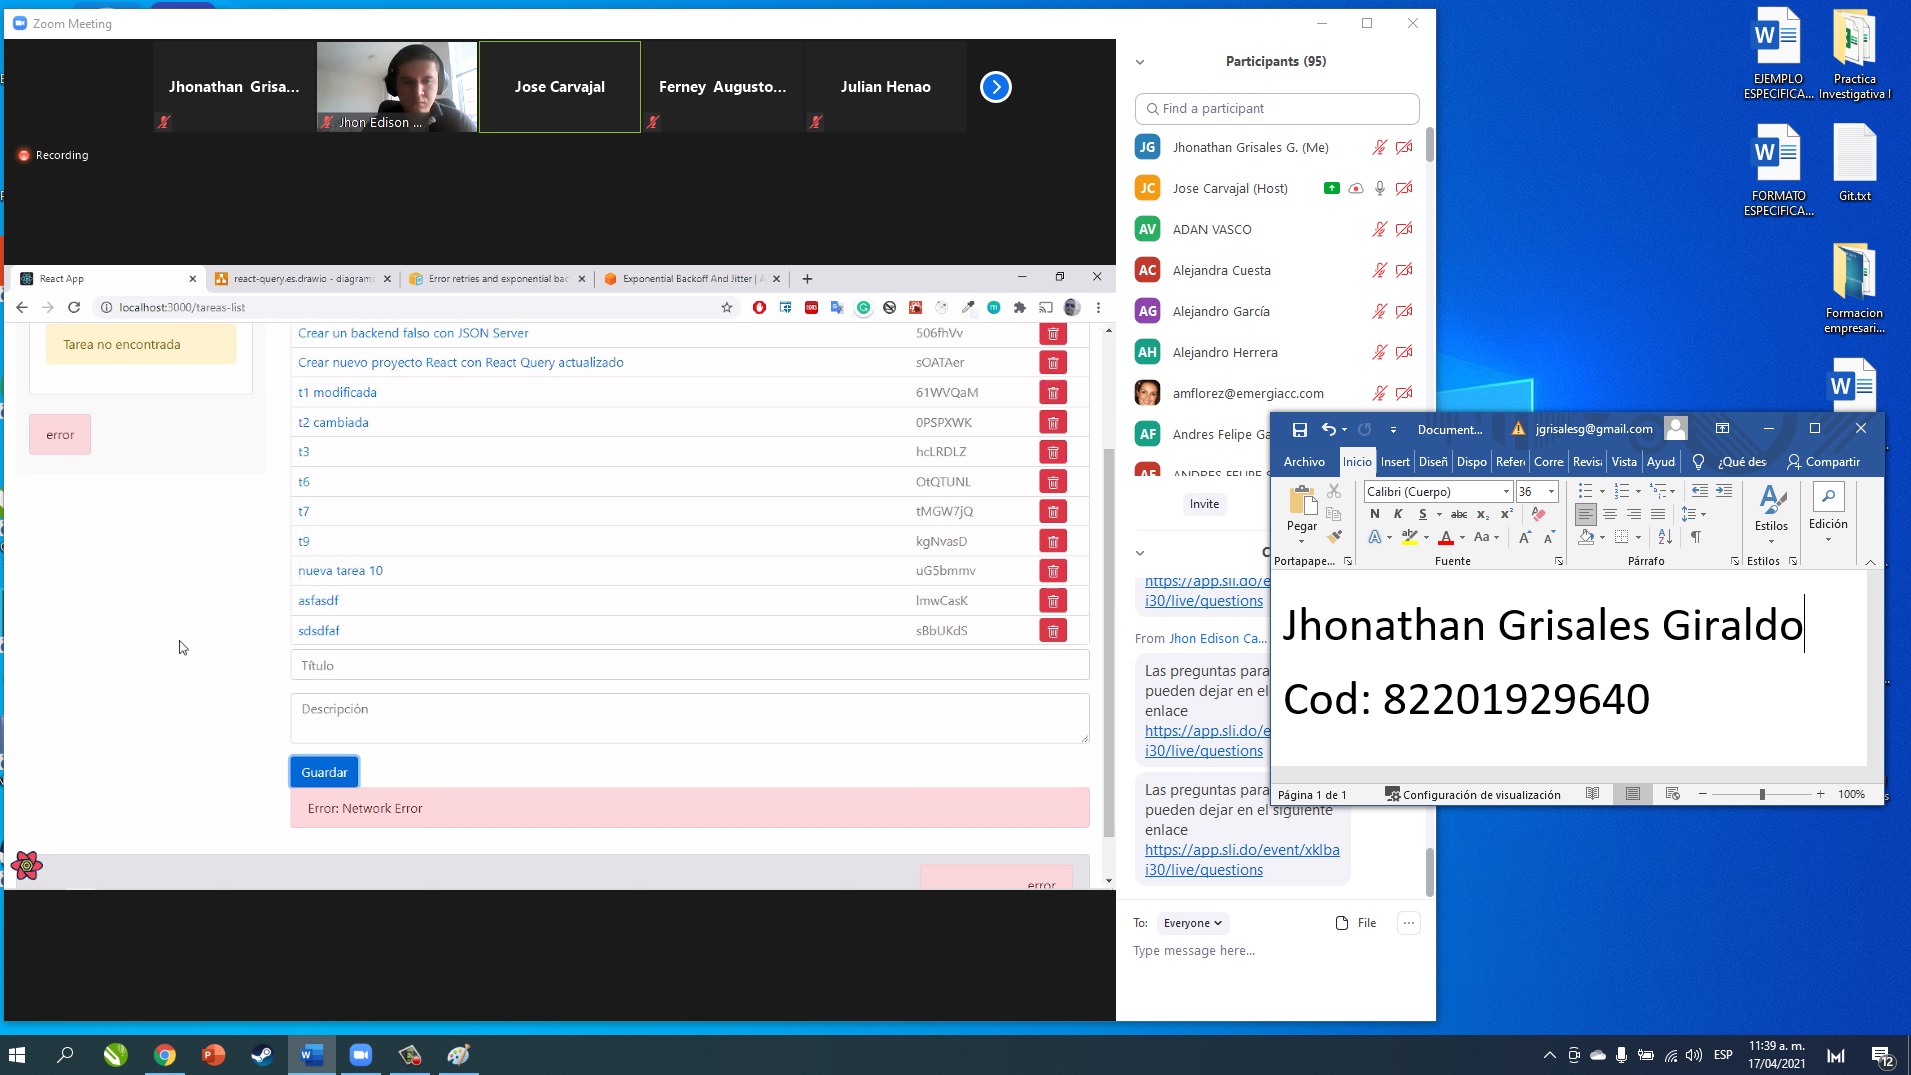 Zoom Meeting
Jhonathan Grisa...
Jhon Edison ...
Jose Carvajal
Ferney Augusto...
Julian Henao
Recording
React App
react-query.es.drawio - diagram
Error retries and exponential bac
Exponential Backoff And Jitter | A
localhost:3000/tareas-list
Tarea no encontrada
error
Crear un backend falso con JSON Server 506fhVv
Crear nuevo proyecto React con React Query actualizado sOATAer
t1 modificada 61WVQaM
t2 cambiada 0PSPXWK
t3 hcLRDLZ
t6 OtQTUNL
t7 tMGW7jQ
t9 kgNvasD
nueva tarea 10 uG5bmmv
asfasdf lmwCasK
sdsdfaf sBbUKdS
Título
Descripción
Guardar
Error: Network Error
error
Participants (95)
Find a participant
JG Jhonathan Grisales G. (Me)
JC Jose Carvajal (Host)
AV ADAN VASCO
AC Alejandra Cuesta
AG Alejandro García
AH Alejandro Herrera
amflorez@emergiacc.com
AF Andres Felipe Ga
Invite
https://app.sli.do/e
i30/live/questions
From Jhon Edison Ca...
Las preguntas para
pueden dejar en el
enlace
https://app.sli.do/e
i30/live/questions
Las preguntas para
pueden dejar en el siguiente
enlace
https://app.sli.do/event/xklba
i30/live/questions
To: Everyone File
Type message here...
Document... jgrisalesg@gmail.com
Archivo Inicio Insert Diseñ Dispo Refer Corre Revisa Vista Ayud ¿Qué des Compartir
Calibri (Cuerpo) 36
Pegar
N K S abc x₂ x²
Aa
Estilos
Edición
Portapape... Fuente Párrafo Estilos
Jhonathan Grisales Giraldo
Cod: 82201929640
Página 1 de 1 Configuración de visualización 100%
EJEMPLO
ESPECIFICA...
Practica
Investigativa I
FORMATO
ESPECIFICA...
Git.txt
Formacion
empresari...
ESP
11:39 a. m.
17/04/2021
12